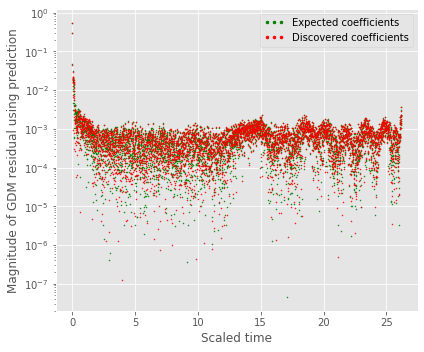 Expected coefficients
Discovered coefficients
Magnitude of GDM residual using prediction
10⁰
10⁻¹
10⁻²
10⁻³
10⁻⁴
10⁻⁵
10⁻⁶
10⁻⁷
0 5 10 15 20 25
Scaled time